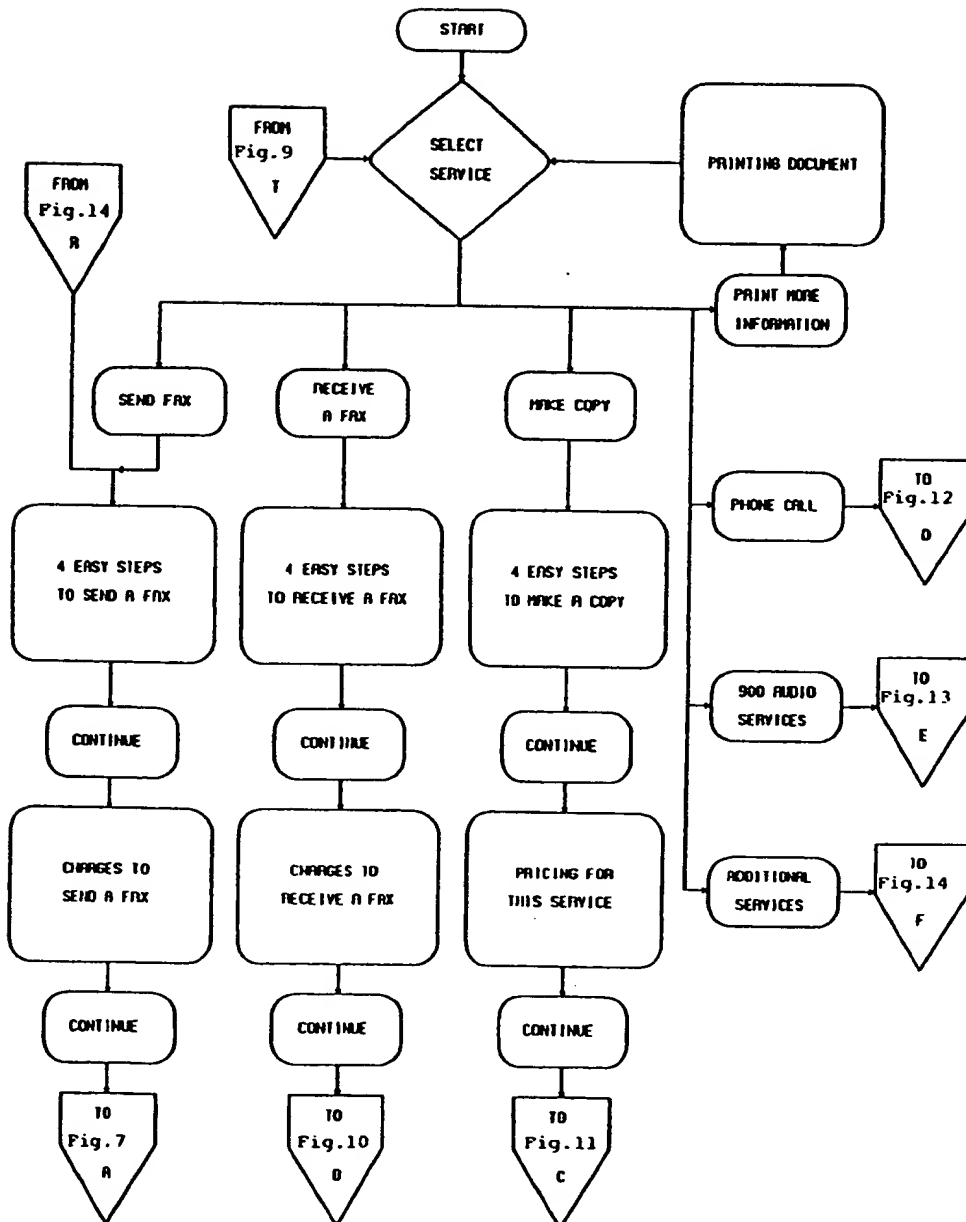 START
FROM
Fig.9
T
SELECT
SERVICE
PRINTING DOCUMENT
FROM
Fig.14
R
PRINT MORE
INFORMATION
SEND FAX
RECEIVE
A FAX
MAKE COPY
PHONE CALL
TO
Fig.12
D
4 EASY STEPS
TO SEND A FAX
4 EASY STEPS
TO RECEIVE A FAX
4 EASY STEPS
TO MAKE A COPY
900 AUDIO
SERVICES
TO
Fig.13
E
CONTINUE
CONTINUE
CONTINUE
CHARGES TO
SEND A FAX
CHARGES TO
RECEIVE A FAX
PRICING FOR
THIS SERVICE
ADDITIONAL
SERVICES
TO
Fig.14
F
CONTINUE
CONTINUE
CONTINUE
TO
Fig.7
A
TO
Fig.10
TO
Fig.11
C